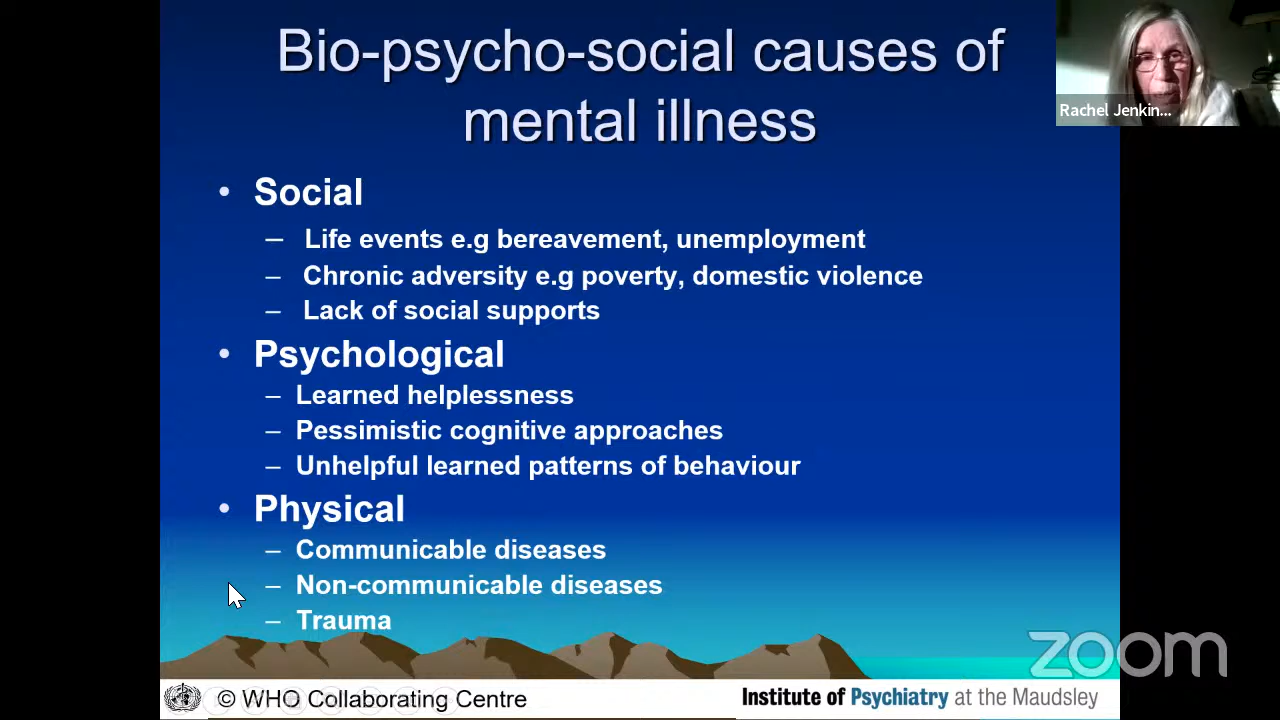 Bio-psycho-social causes of
mental illness
Rachel Jenkin...
• Social
– Life events e.g bereavement, unemployment
– Chronic adversity e.g poverty, domestic violence
– Lack of social supports
• Psychological
– Learned helplessness
– Pessimistic cognitive approaches
– Unhelpful learned patterns of behaviour
• Physical
– Communicable diseases
– Non-communicable diseases
– Trauma
zoom
© WHO Collaborating Centre
Institute of Psychiatry at the Maudsley